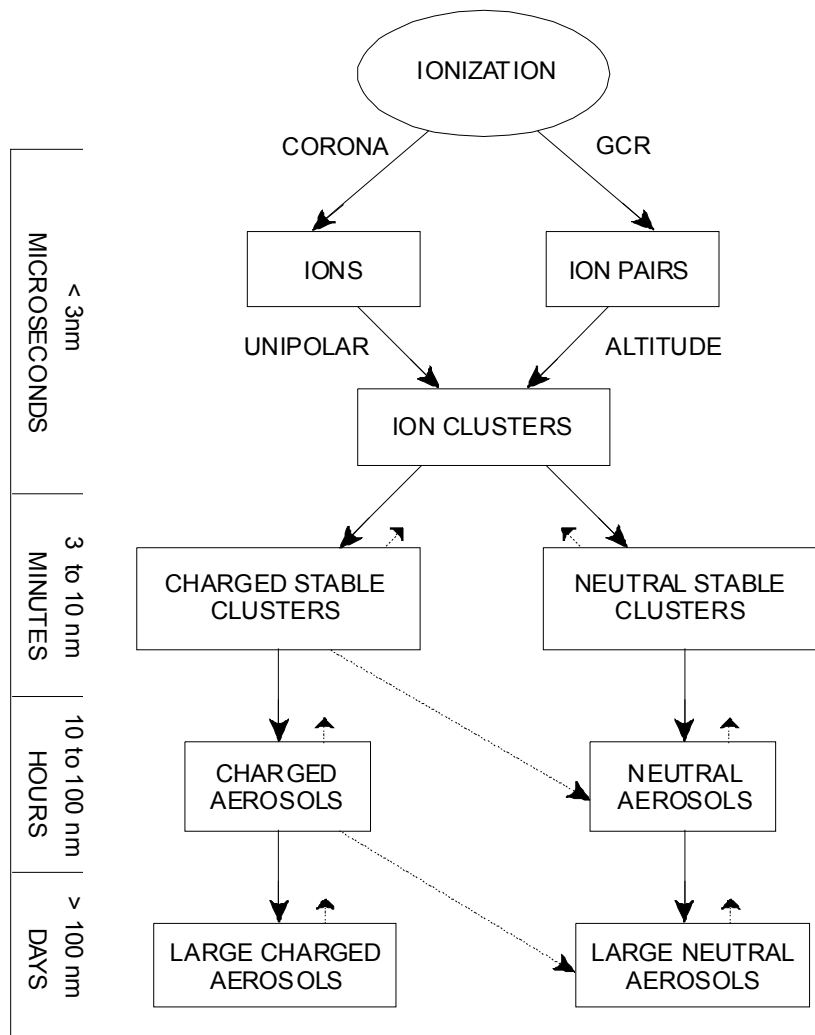 IONIZATION
CORONA
GCR
IONS
ION PAIRS
UNIPOLAR
ALTITUDE
ION CLUSTERS
< 3nm
MICROSECONDS
CHARGED STABLE
CLUSTERS
NEUTRAL STABLE
CLUSTERS
3 to 10 nm
MINUTES
CHARGED
AEROSOLS
NEUTRAL
AEROSOLS
10 to 100 nm
HOURS
LARGE CHARGED
AEROSOLS
LARGE NEUTRAL
AEROSOLS
> 100 nm
DAYS